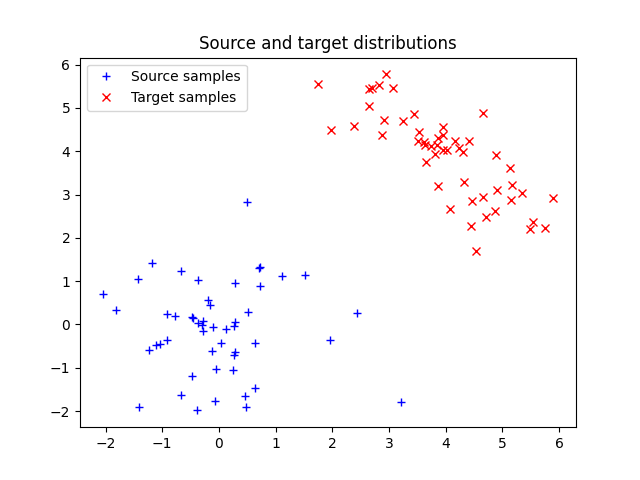 Source and target distributions
Source samples
Target samples
6
5
4
3
2
1
0
−1
−2
−2 −1 0 1 2 3 4 5 6